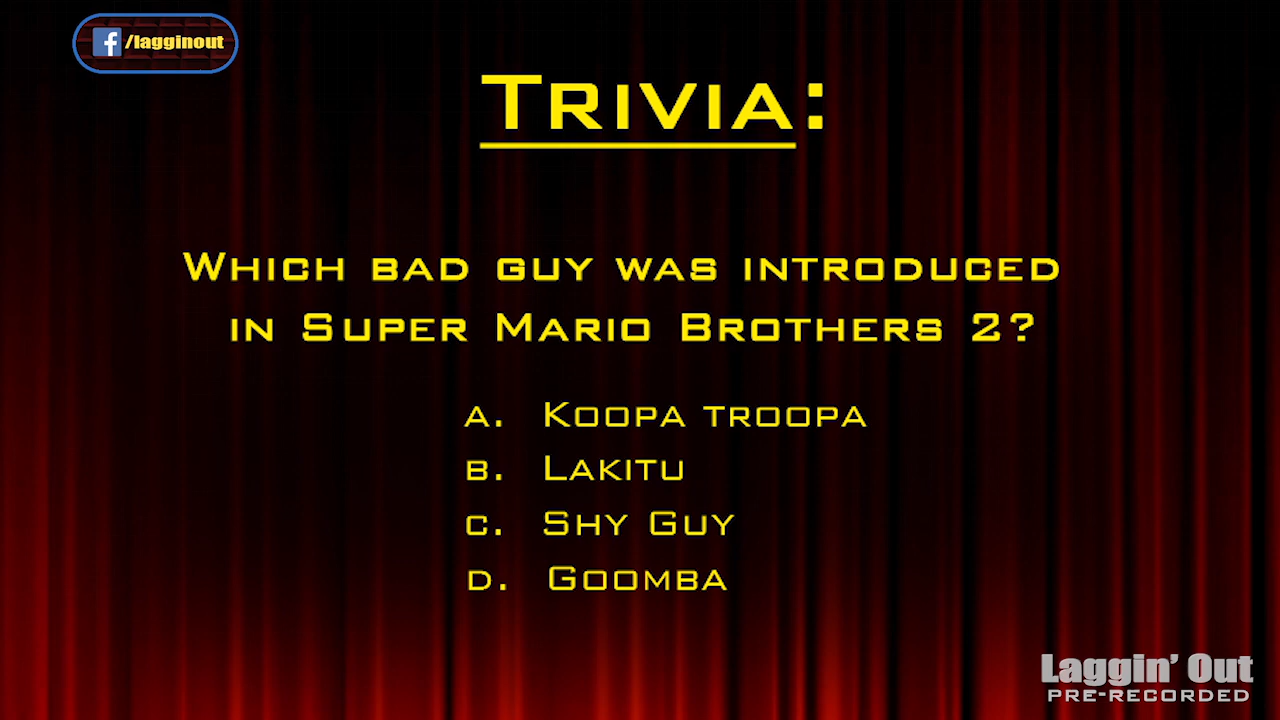 /lagginout
Trivia:
Which bad guy was introduced
in Super Mario Brothers 2?
a. Koopa troopa
b. Lakitu
c. Shy Guy
d. Goomba
Laggin' Out
PRE-RECORDED